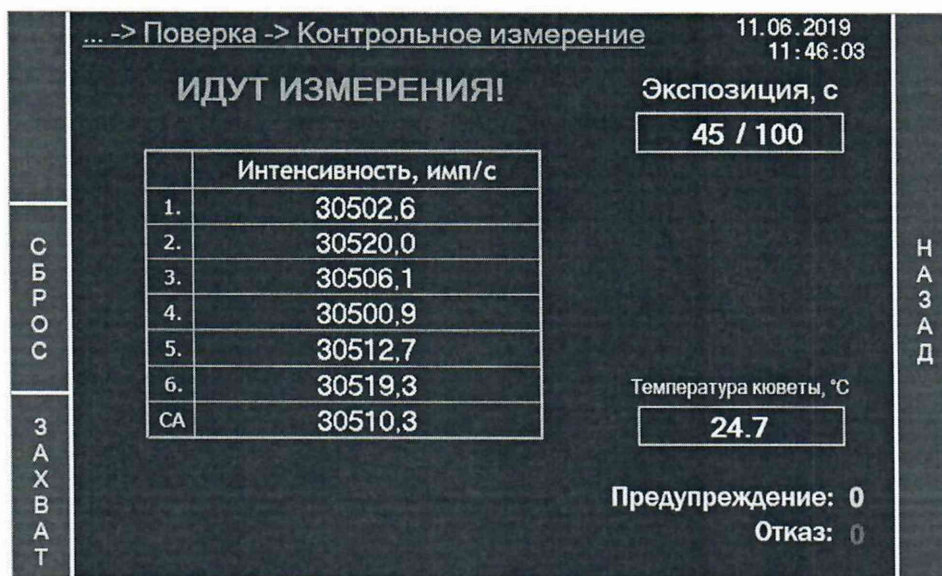 ... -> Поверка -> Контрольное измерение
11.06.2019
11:46:03
ИДУТ ИЗМЕРЕНИЯ!
Экспозиция, с
45 / 100
Интенсивность, имп/с
1. 30502,6
2. 30520,0
3. 30506,1
4. 30500,9
5. 30512,7
6. 30519,3
СА 30510,3
Температура кюветы, °С
24.7
Предупреждение: 0
Отказ: 0
СБРОС
ЗАХВАТ
НАЗАД